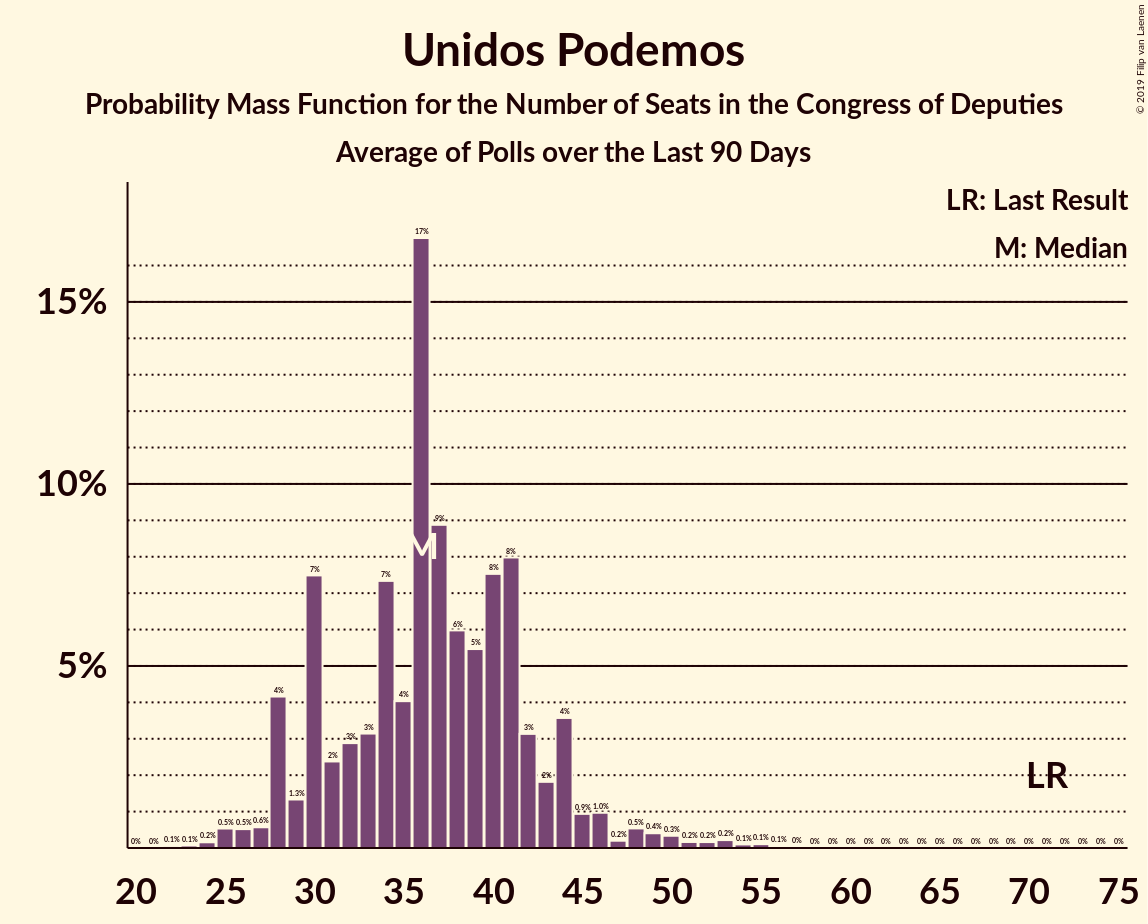 Unidos Podemos
Probability Mass Function for the Number of Seats in the Congress of Deputies
Average of Polls over the Last 90 Days
© 2019 Filip van Laenen
LR: Last Result
M: Median
15%
10%
5%
0% 0% 0.1% 0.1% 0.2% 0.5% 0.5% 0.6% 4% 1.3% 7% 2% 3% 3% 7% 4% 17% 9% 6% 5% 8% 8% 3% 2% 4% 0.9% 1.0% 0.2% 0.5% 0.4% 0.3% 0.2% 0.2% 0.2% 0.1% 0.1% 0.1% 0% 0% 0% 0% 0% 0% 0% 0% 0% 0% 0% 0% 0% 0% 0% 0% 0% 0% 0%
M
LR
20 25 30 35 40 45 50 55 60 65 70 75